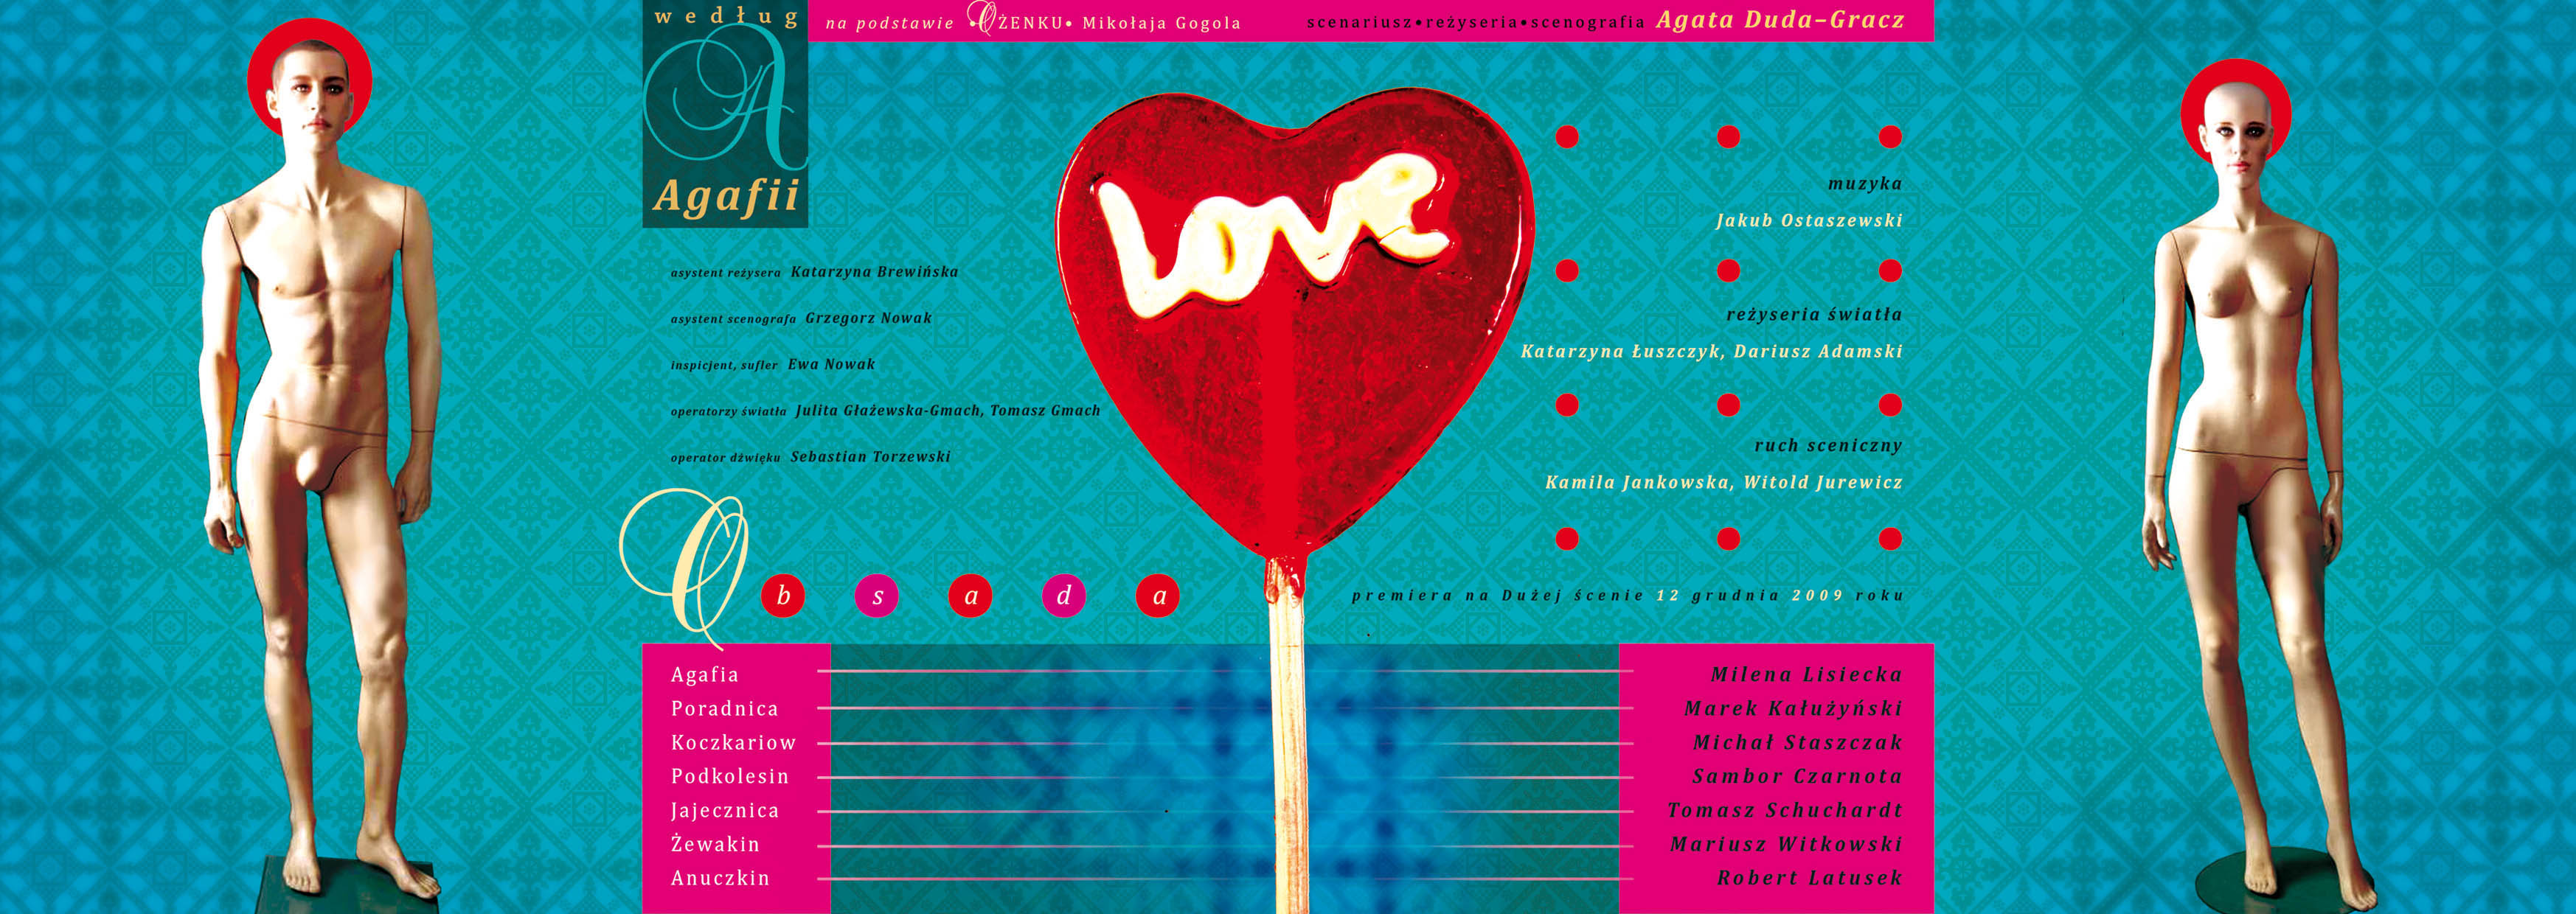 według
A
Agafii
na podstawie •OŻENKU• Mikołaja Gogola
scenariusz•reżyseria•scenografia Agata Duda–Gracz
asystent reżysera Katarzyna Brewińska
asystent scenografa Grzegorz Nowak
inspicjent, sufler Ewa Nowak
operatorzy światła Julita Głażewska-Gmach, Tomasz Gmach
operator dźwięku Sebastian Torzewski
love
muzyka
Jakub Ostaszewski
reżyseria światła
Katarzyna Łuszczyk, Dariusz Adamski
ruch sceniczny
Kamila Jankowska, Witold Jurewicz
premiera na Dużej scenie 12 grudnia 2009 roku
Obsada
Agafia Milena Lisiecka
Poradnica Marek Kałużyński
Koczkariow Michał Staszczak
Podkolesin Sambor Czarnota
Jajecznica Tomasz Schuchardt
Żewakin Mariusz Witkowski
Anuczkin Robert Latusek